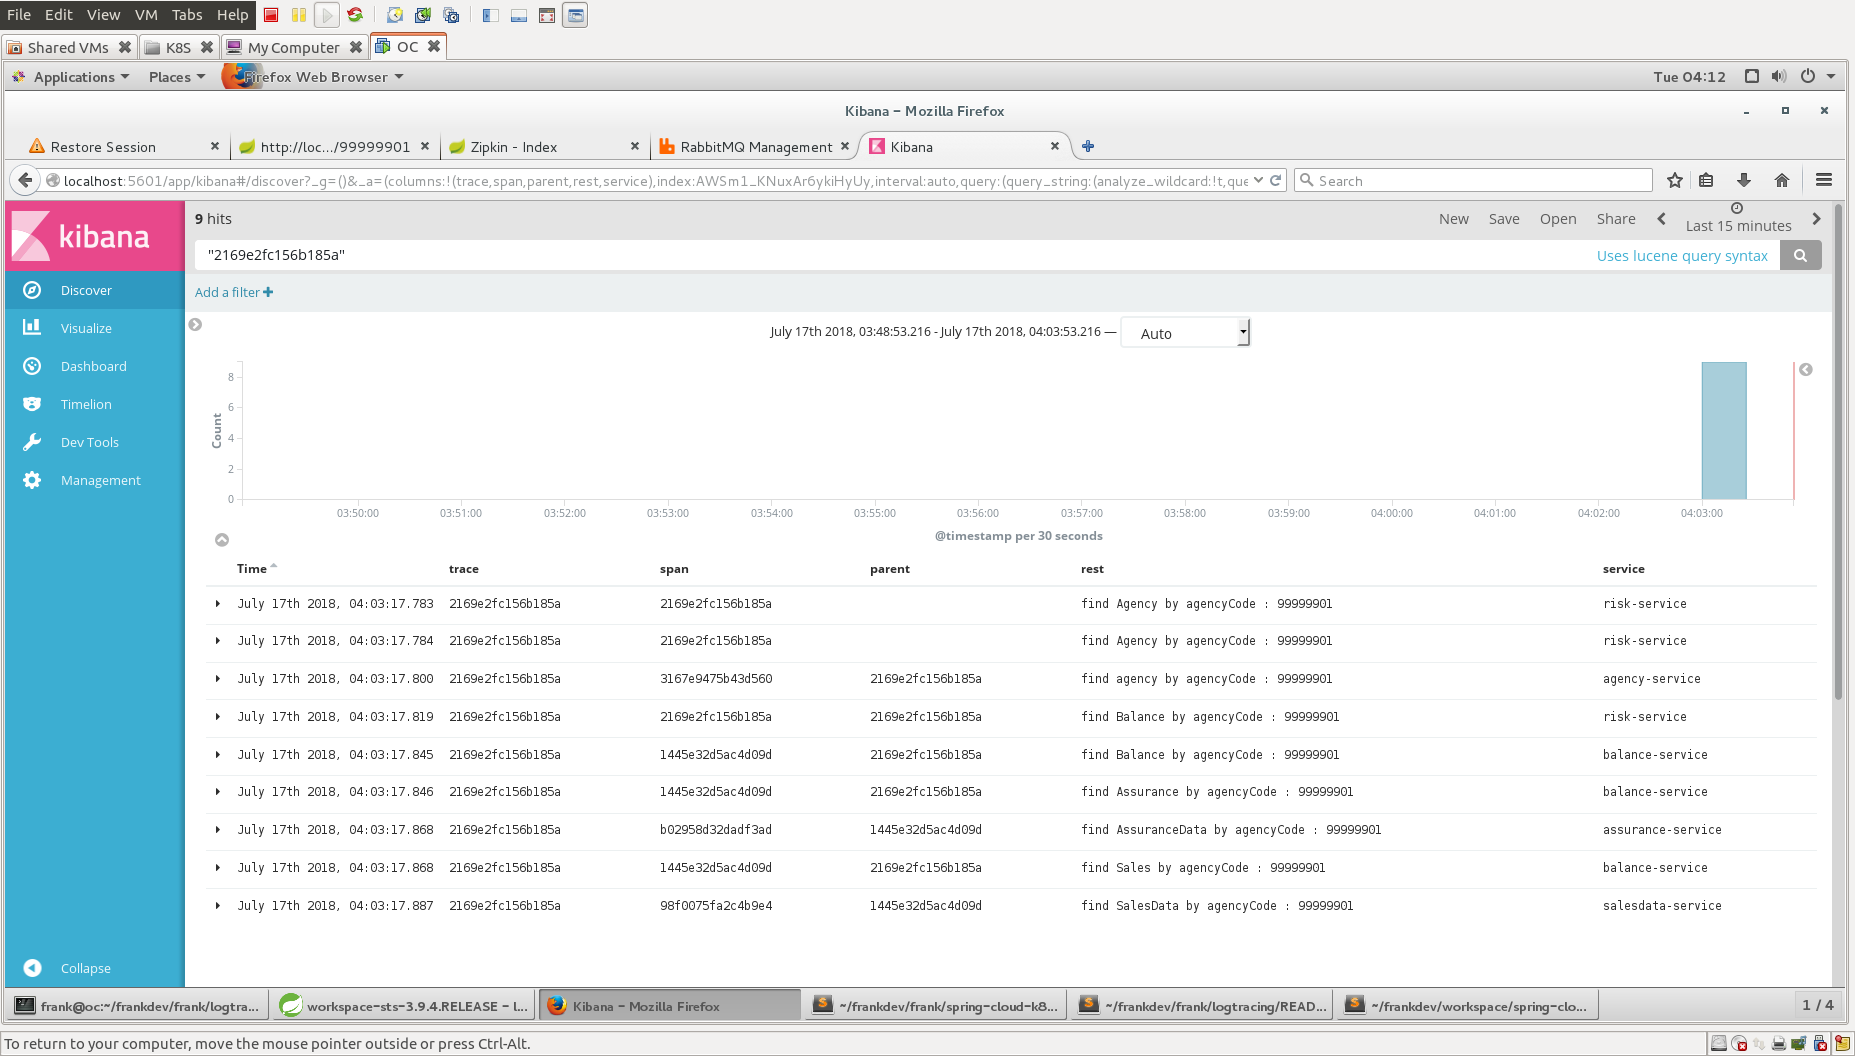 File Edit View VM Tabs Help
Shared VMs K8S My Computer OC
Applications Places Firefox Web Browser Tue 04:12
Kibana - Mozilla Firefox
Restore Session http://loc.../99999901 Zipkin - Index RabbitMQ Management Kibana
localhost:5601/app/kibana#/discover?_g=()&_a=(columns:!(trace,span,parent,rest,service),index:AWSm1_KNuxAr6ykiHyUy,interval:auto,query:(query_string:(analyze_wildcard:!t,que Search
kibana
Discover
Visualize
Dashboard
Timelion
Dev Tools
Management
Collapse
9 hits New Save Open Share Last 15 minutes
"2169e2fc156b185a" Uses lucene query syntax
Add a filter
July 17th 2018, 03:48:53.216 - July 17th 2018, 04:03:53.216 — Auto
Count
8
6
4
2
0
03:50:00 03:51:00 03:52:00 03:53:00 03:54:00 03:55:00 03:56:00 03:57:00 03:58:00 03:59:00 04:00:00 04:01:00 04:02:00 04:03:00
@timestamp per 30 seconds
Time trace span parent rest service
July 17th 2018, 04:03:17.783 2169e2fc156b185a 2169e2fc156b185a find Agency by agencyCode : 99999901 risk-service
July 17th 2018, 04:03:17.784 2169e2fc156b185a 2169e2fc156b185a find Agency by agencyCode : 99999901 risk-service
July 17th 2018, 04:03:17.800 2169e2fc156b185a 3167e9475b43d560 2169e2fc156b185a find agency by agencyCode : 99999901 agency-service
July 17th 2018, 04:03:17.819 2169e2fc156b185a 2169e2fc156b185a 2169e2fc156b185a find Balance by agencyCode : 99999901 risk-service
July 17th 2018, 04:03:17.845 2169e2fc156b185a 1445e32d5ac4d09d 2169e2fc156b185a find Balance by agencyCode : 99999901 balance-service
July 17th 2018, 04:03:17.846 2169e2fc156b185a 1445e32d5ac4d09d 2169e2fc156b185a find Assurance by agencyCode : 99999901 balance-service
July 17th 2018, 04:03:17.868 2169e2fc156b185a b02958d32dadf3ad 1445e32d5ac4d09d find AssuranceData by agencyCode : 99999901 assurance-service
July 17th 2018, 04:03:17.868 2169e2fc156b185a 1445e32d5ac4d09d 2169e2fc156b185a find Sales by agencyCode : 99999901 balance-service
July 17th 2018, 04:03:17.887 2169e2fc156b185a 98f0075fa2c4b9e4 1445e32d5ac4d09d find SalesData by agencyCode : 99999901 salesdata-service
frank@oc:~/frankdev/frank/logtra... workspace-sts-3.9.4.RELEASE - l... Kibana - Mozilla Firefox ~/frankdev/frank/spring-cloud-k8... ~/frankdev/frank/logtracing/READ... ~/frankdev/workspace/spring-clo... 1 / 4
To return to your computer, move the mouse pointer outside or press Ctrl-Alt.